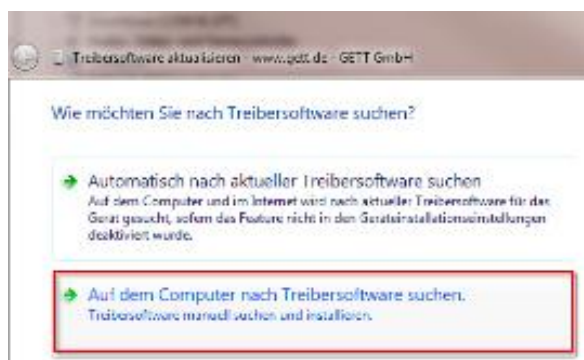 Treibersoftware aktualisieren - www.gett.de - GETT GmbH
Wie möchten Sie nach Treibersoftware suchen?
Automatisch nach aktueller Treibersoftware suchen
Auf dem Computer und im Internet wird nach aktueller Treibersoftware für das
Gerät gesucht, sofern das Feature nicht in den Geräteinstallationseinstellungen
deaktiviert wurde.
Auf dem Computer nach Treibersoftware suchen.
Treibersoftware manuell suchen und installieren.